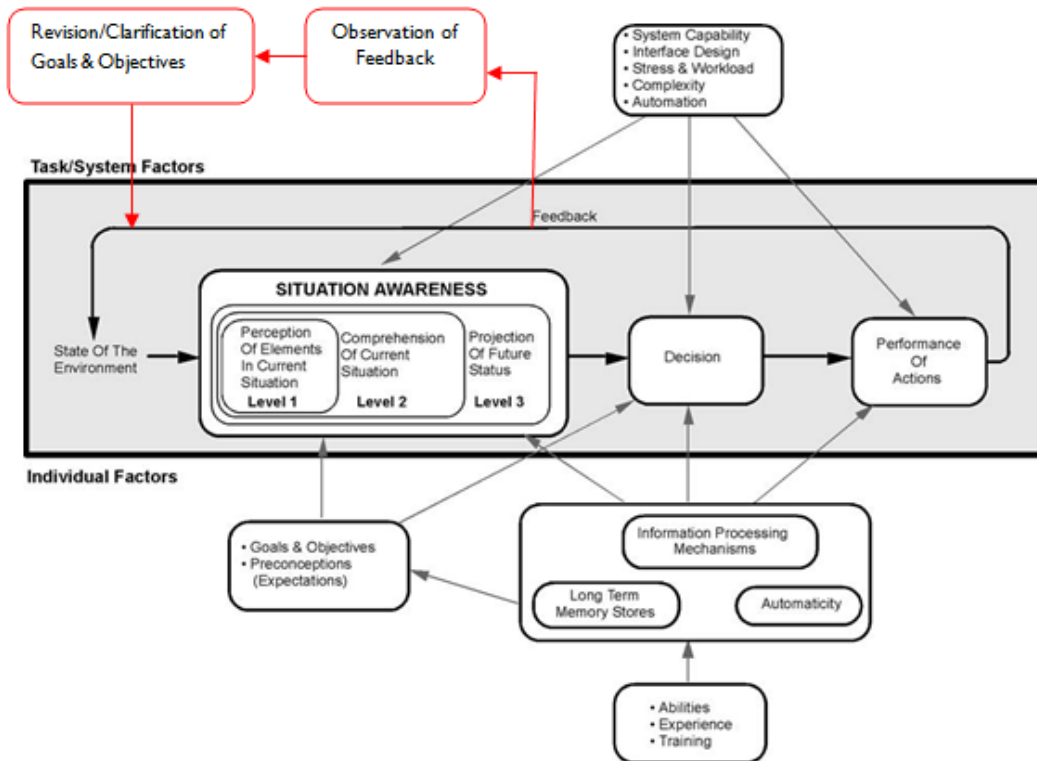 Revision/Clarification of
Goals & Objectives
Observation of
Feedback
• System Capability
• Interface Design
• Stress & Workload
• Complexity
• Automation
Task/System Factors
Feedback
SITUATION AWARENESS
Perception
Of Elements
In Current
Situation
Level 1
Comprehension
Of Current
Situation
Level 2
Projection
Of Future
Status
Level 3
State Of The
Environment
Decision
Performance
Of
Actions
Individual Factors
• Goals & Objectives
• Preconceptions
(Expectations)
Information Processing
Mechanisms
Long Term
Memory Stores
Automaticity
• Abilities
• Experience
• Training